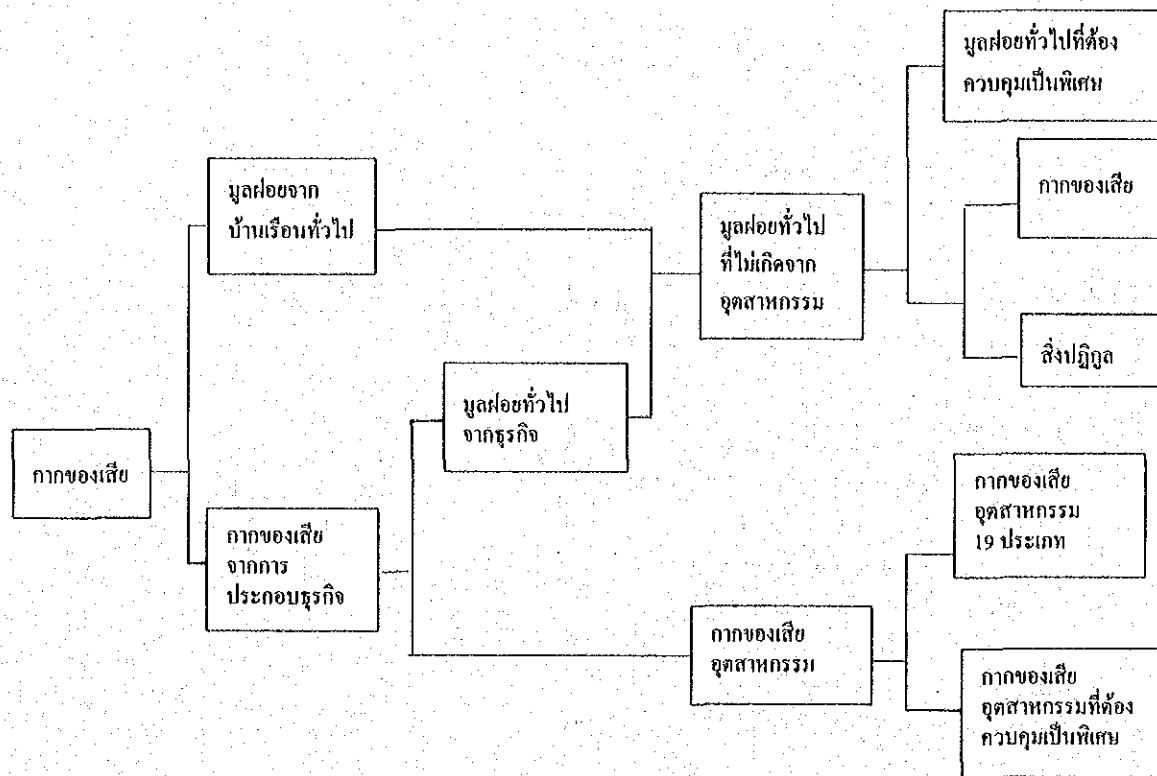 มูลฝอยทั่วไปที่ต้อง
ควบคุมเป็นพิเศษ
มูลฝอยจาก
บ้านเรือนทั่วไป
กากของเสีย
มูลฝอยทั่วไป
ที่ไม่เกิดจาก
อุตสาหกรรม
สิ่งปฏิกูล
มูลฝอยทั่วไป
จากธุรกิจ
กากของเสีย
กากของเสีย
อุตสาหกรรม
19 ประเภท
กากของเสีย
จากการ
ประกอบธุรกิจ
กากของเสีย
อุตสาหกรรม
กากของเสีย
อุตสาหกรรมที่ต้อง
ควบคุมเป็นพิเศษ